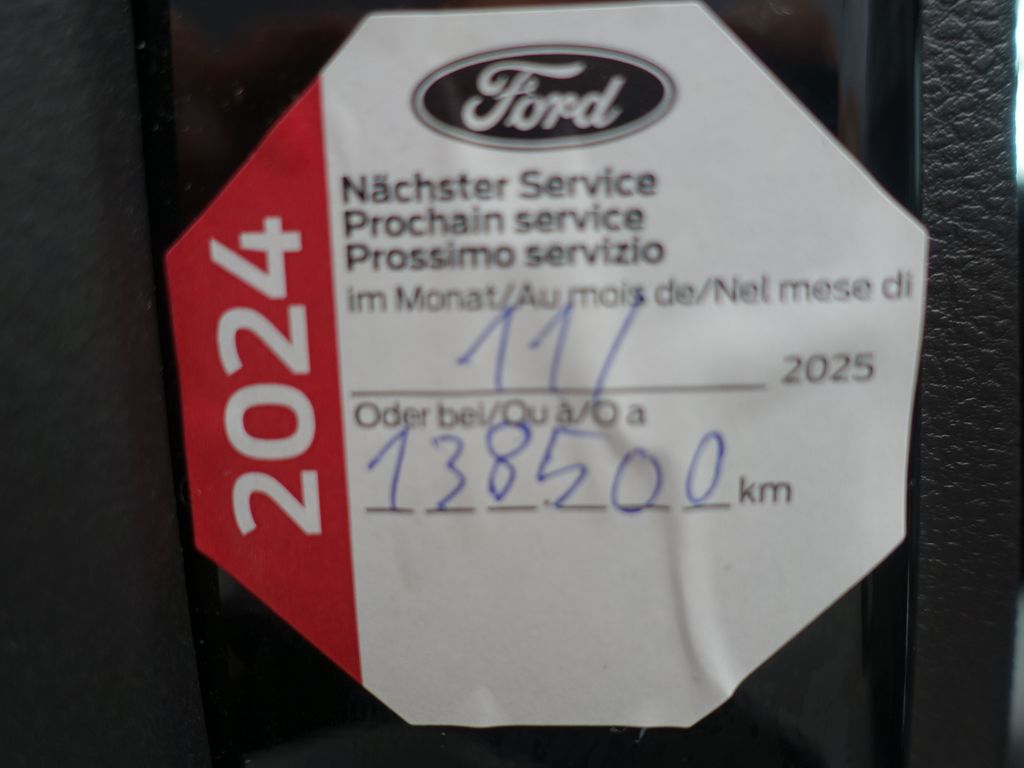 Ford
Nächster Service
Prochain service
Prossimo servizio
im Monat/Au mois de/Nel mese di
11/ 2025
Oder bei/Ou à/O a
138500 km
2024